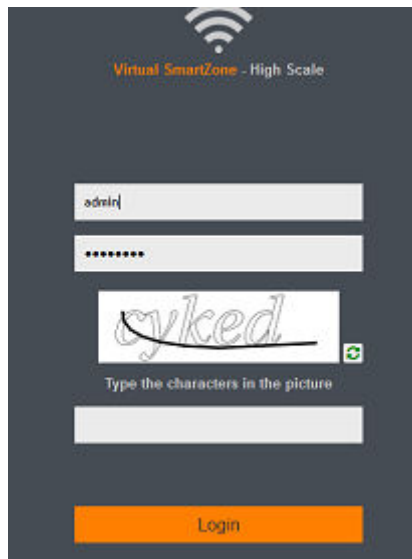 Virtual SmartZone - High Scale
admin
••••••••
cyked
Type the characters in the picture
Login